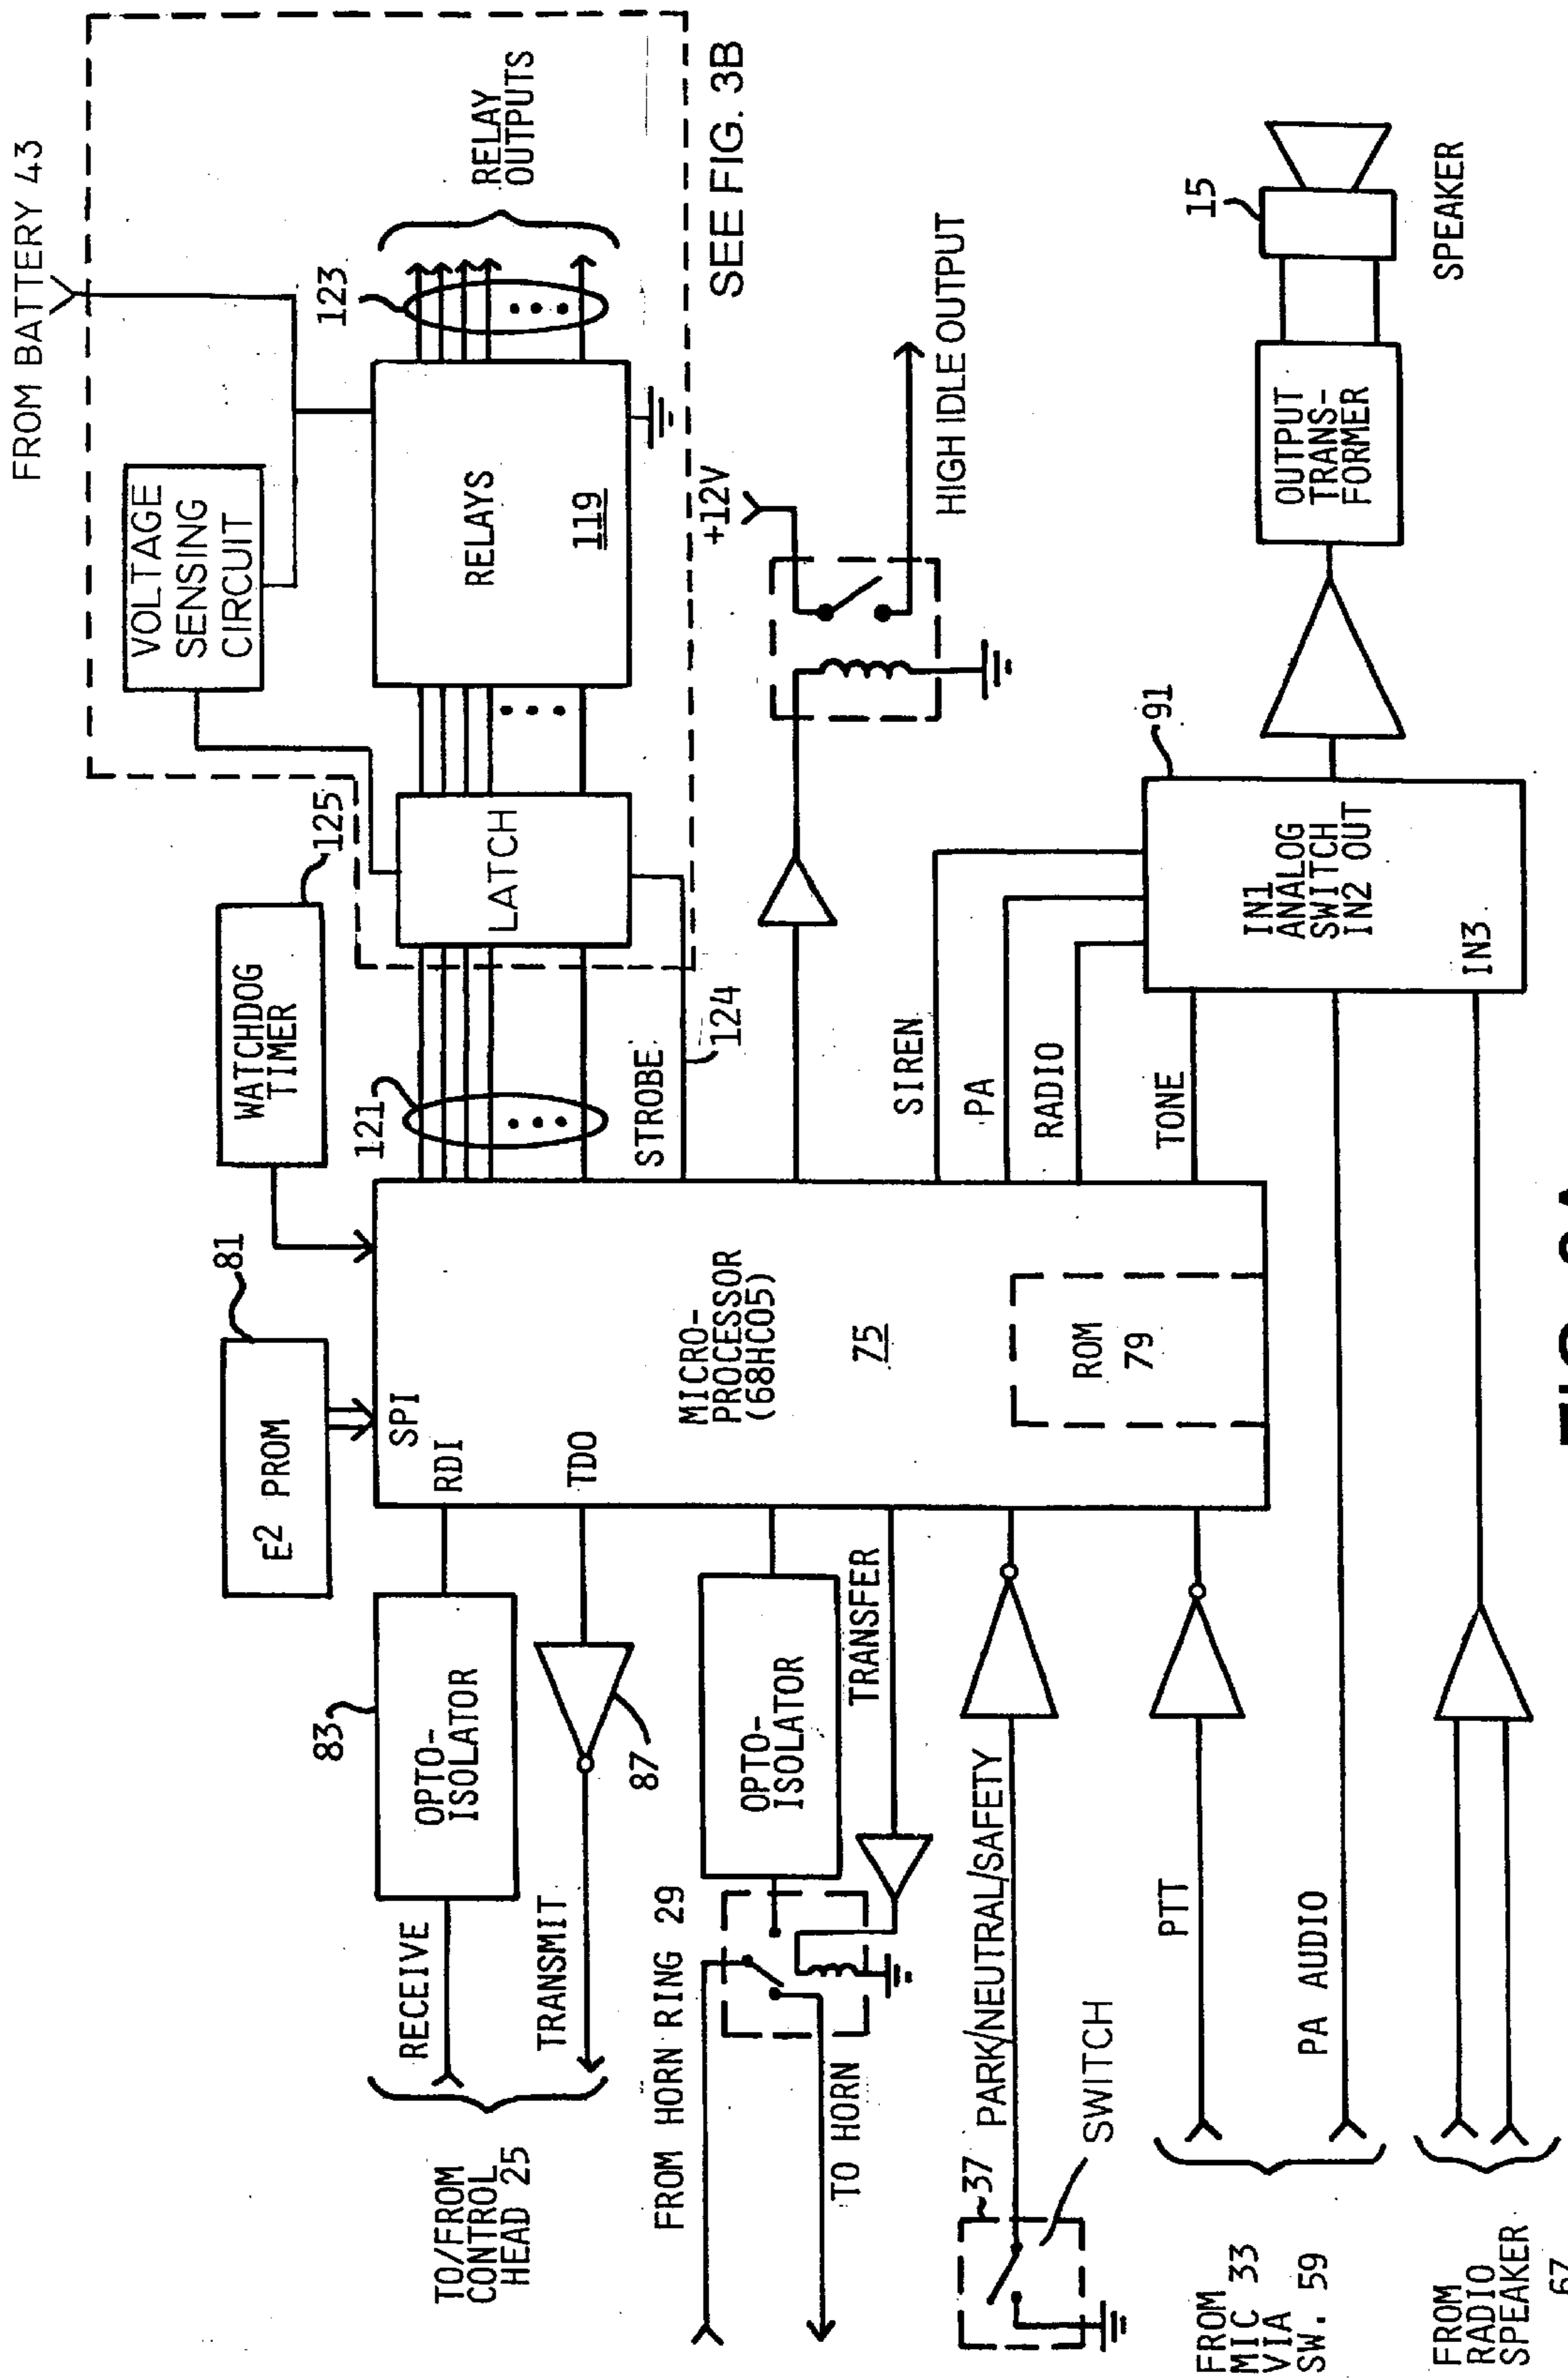 FROM BATTERY 43
VOLTAGE
SENSING
CIRCUIT
RELAYS
119
123
RELAY
OUTPUTS
SEE FIG. 3B
WATCHDOG
TIMER
125
LATCH
121
STROBE
124
+12V
HIGH IDLE OUTPUT
E2 PROM
81
SPI
RDI
TDO
MICRO-
PROCESSOR
(68HC05)
75
ROM
79
83
OPTO-
ISOLATOR
87
RECEIVE
TRANSMIT
TO/FROM
CONTROL
HEAD 25
OPTO-
ISOLATOR
TRANSFER
FROM HORN RING 29
TO HORN
37
PARK/NEUTRAL/SAFETY
SWITCH
PTT
PA AUDIO
FROM
MIC 33
VIA
SW. 59
FROM
RADIO
SPEAKER
67
SIREN
PA
RADIO
TONE
91
IN1
ANALOG
SWITCH
IN2 OUT
IN3
OUTPUT
TRANS-
FORMER
15
SPEAKER